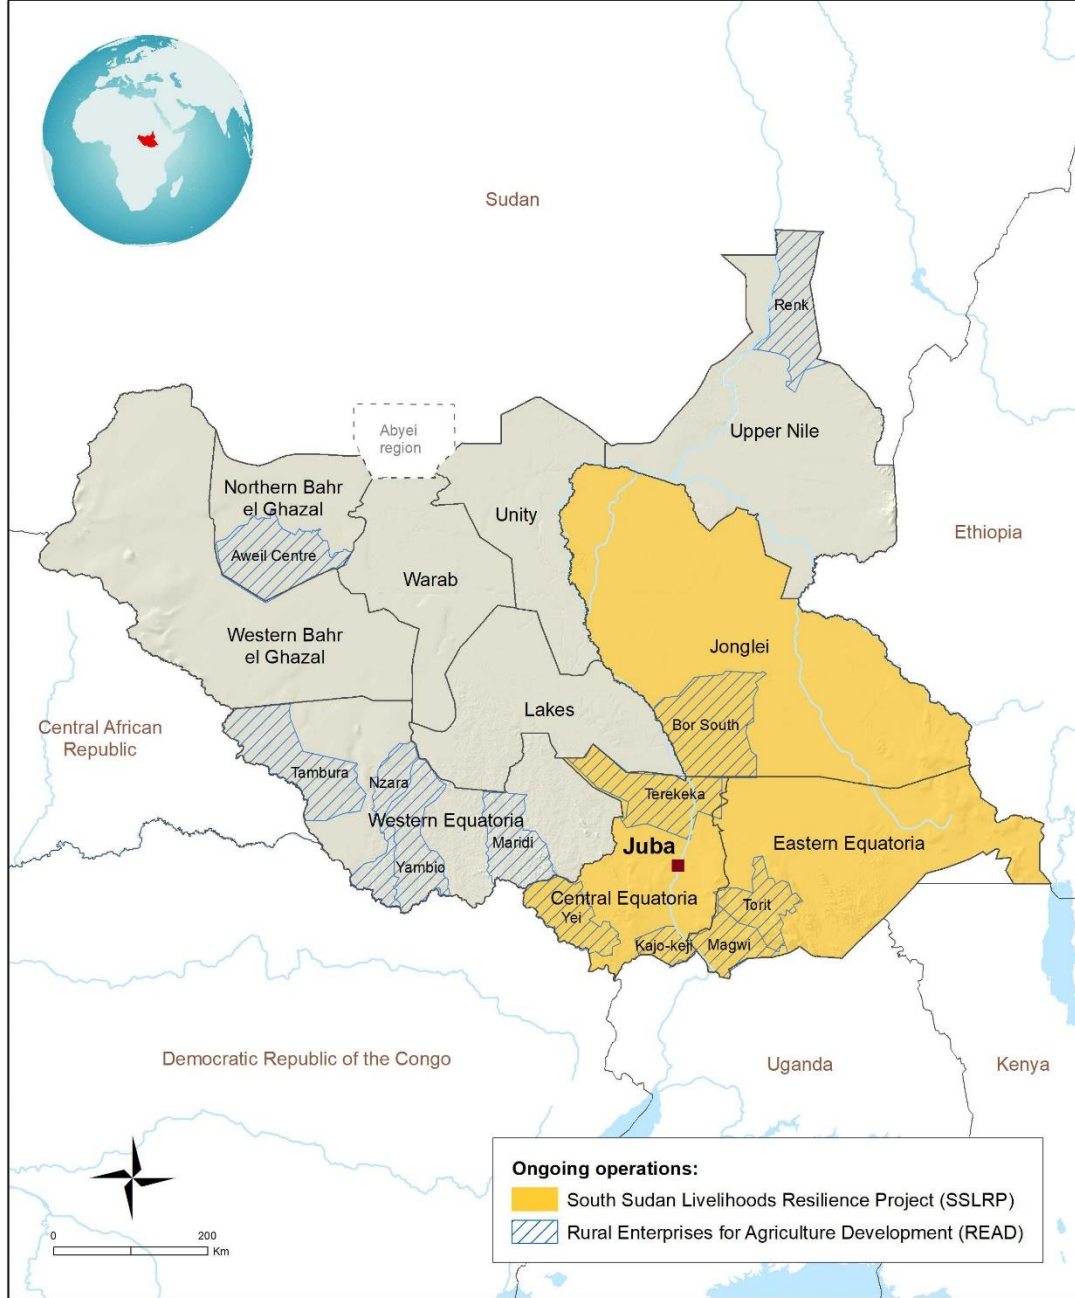 Sudan
Renk
Upper Nile
Abyei
region
Northern Bahr
el Ghazal
Unity
Ethiopia
Aweil Centre
Warab
Western Bahr
el Ghazal
Jonglei
Lakes
Bor South
Central African
Republic
Tambura
Nzara
Terekeka
Western Equatoria
Maridi
Juba
Eastern Equatoria
Yambio
Central Equatoria
Yei
Torit
Kajo-keji
Magwi
Democratic Republic of the Congo
Uganda
Kenya
Ongoing operations:
South Sudan Livelihoods Resilience Project (SSLRP)
Rural Enterprises for Agriculture Development (READ)
0 200
Km